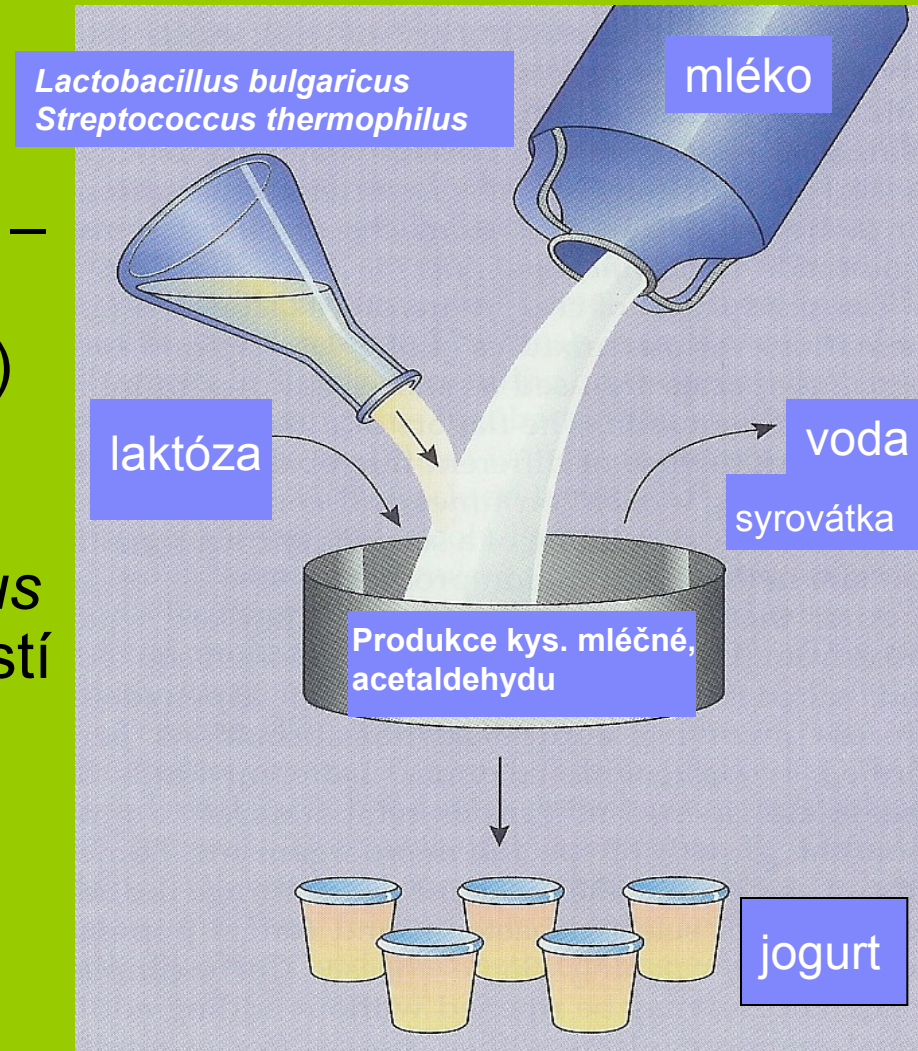 Lactobacillus bulgaricus
Streptococcus thermophilus
mléko
–
)
laktóza
voda
syrovátka
Produkce kys. mléčné,
acetaldehydu
jogurt